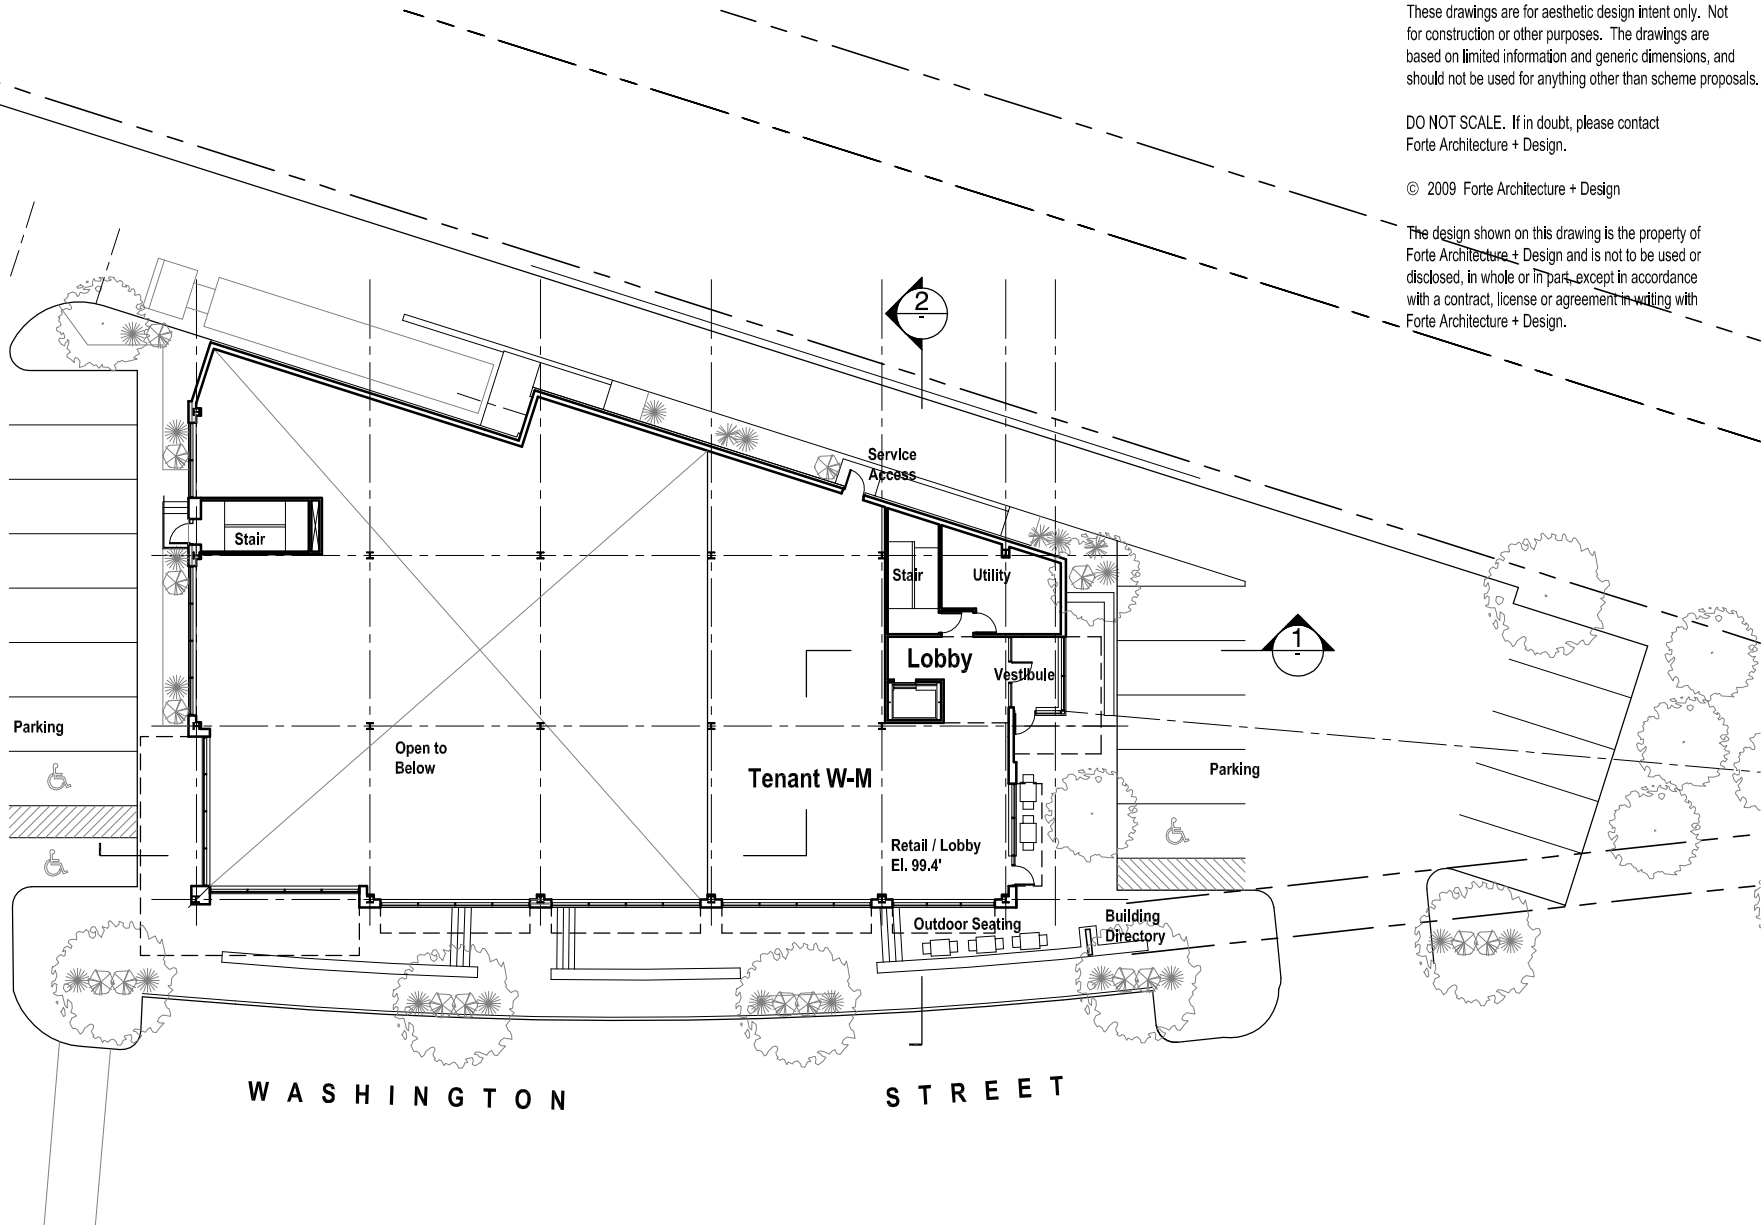 These drawings are for aesthetic design intent only. Not
for construction or other purposes. The drawings are
based on limited information and generic dimensions, and
should not be used for anything other than scheme proposals.
DO NOT SCALE. If in doubt, please contact
Forte Architecture + Design.
© 2009 Forte Architecture + Design
The design shown on this drawing is the property of
Forte Architecture + Design and is not to be used or
disclosed, in whole or in part, except in accordance
with a contract, license or agreement in writing with
Forte Architecture + Design.
2
-
Service
Access
Stair
Stair
Utility
1
-
Lobby
Vestibule
Parking
Open to
Below
Tenant W-M
Parking
Retail / Lobby
El. 99.4'
Outdoor Seating
Building
Directory
WASHINGTON STREET